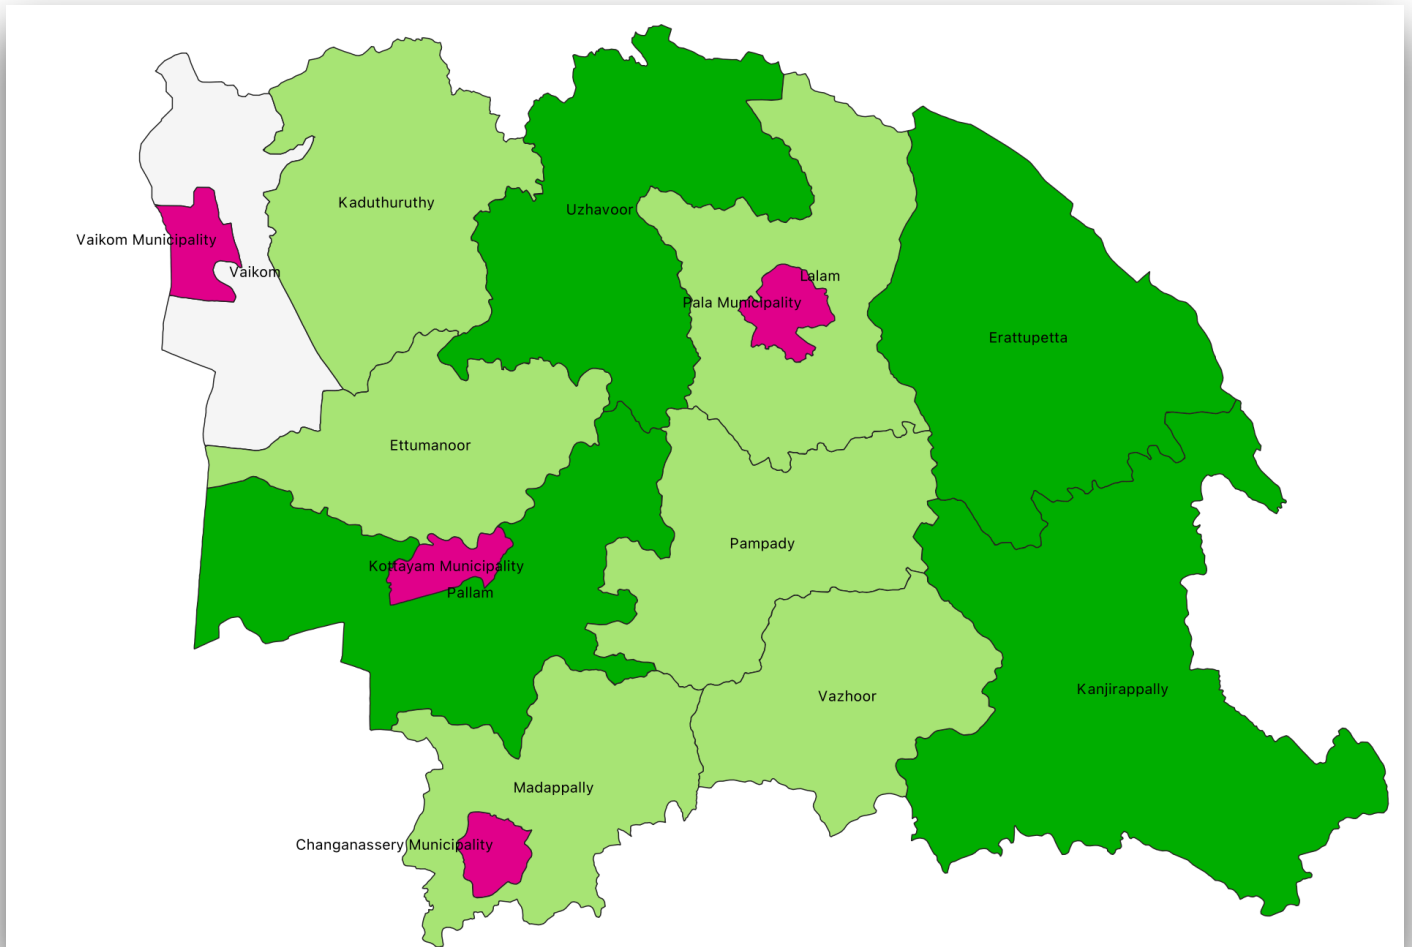 Kaduthuruthy
Uzhavoor
Vaikom Municipality
Vaikom
Lalam
Pala Municipality
Erattupetta
Ettumanoor
Pampady
Kottayam Municipality
Pallam
Kanjirappally
Vazhoor
Madappally
Changanassery Municipality